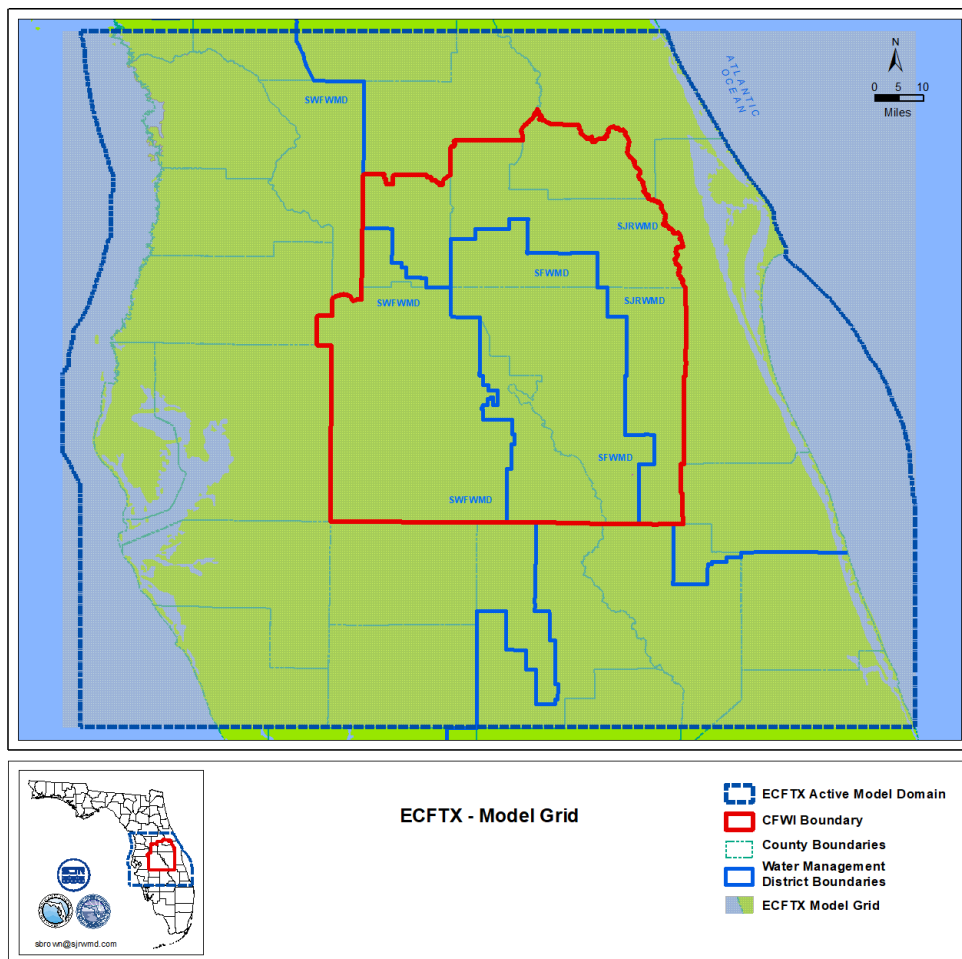 SWFWMD
ATLANTIC
OCEAN
N
0 5 10
Miles
SJRWMD
SFWMD
SWFWMD
SJRWMD
SFWMD
SWFWMD
ECFTX - Model Grid
ECFTX Active Model Domain
CFWI Boundary
County Boundaries
Water Management
District Boundaries
ECFTX Model Grid
sbrown@sjrwmd.com